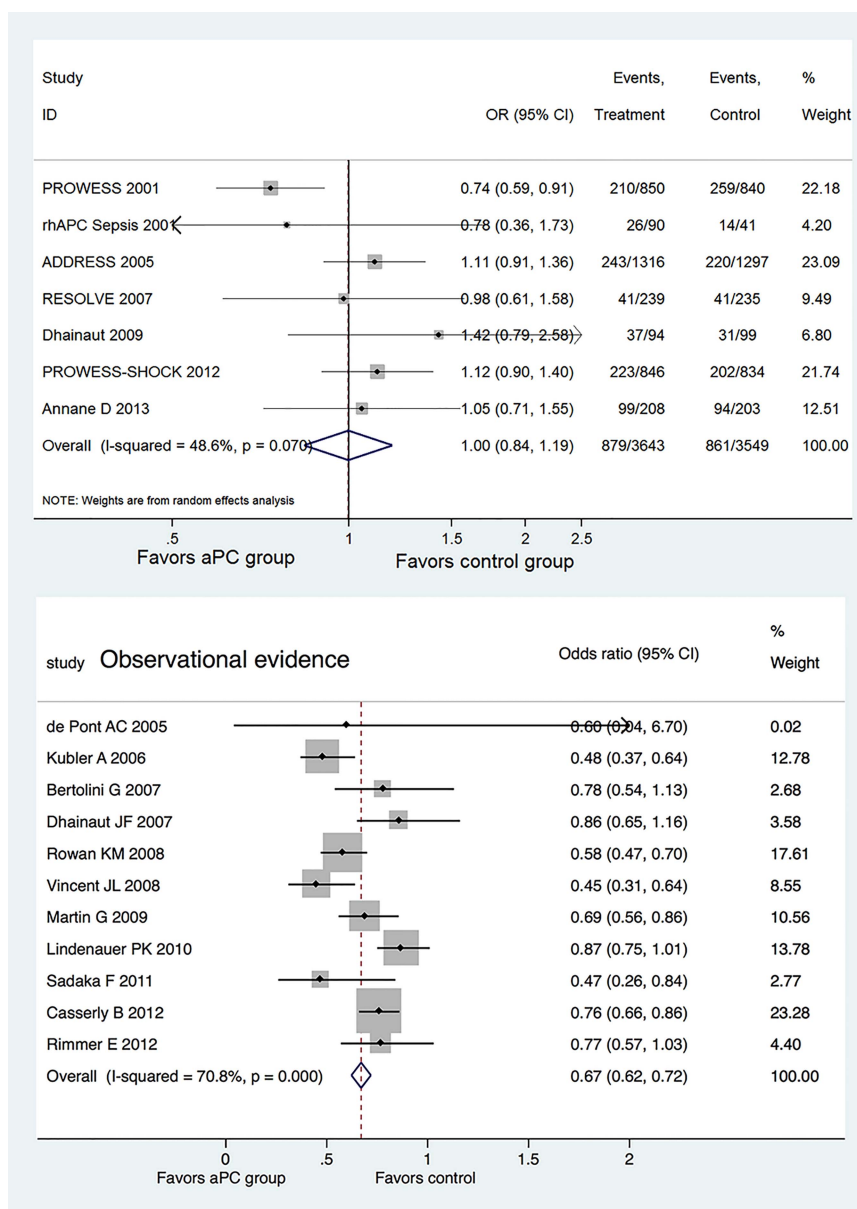 Study Events, Events, %
ID OR (95% CI) Treatment Control Weight
PROWESS 2001 0.74 (0.59, 0.91) 210/850 259/840 22.18
rhAPC Sepsis 2001 0.78 (0.36, 1.73) 26/90 14/41 4.20
ADDRESS 2005 1.11 (0.91, 1.36) 243/1316 220/1297 23.09
RESOLVE 2007 0.98 (0.61, 1.58) 41/239 41/235 9.49
Dhainaut 2009 1.42 (0.79, 2.58) 37/94 31/99 6.80
PROWESS-SHOCK 2012 1.12 (0.90, 1.40) 223/846 202/834 21.74
Annane D 2013 1.05 (0.71, 1.55) 99/208 94/203 12.51
Overall (I-squared = 48.6%, p = 0.070) 1.00 (0.84, 1.19) 879/3643 861/3549 100.00
NOTE: Weights are from random effects analysis
.5 1 1.5 2 2.5
Favors aPC group Favors control group
%
study Observational evidence Odds ratio (95% CI) Weight
de Pont AC 2005 0.60 (0.04, 6.70) 0.02
Kubler A 2006 0.48 (0.37, 0.64) 12.78
Bertolini G 2007 0.78 (0.54, 1.13) 2.68
Dhainaut JF 2007 0.86 (0.65, 1.16) 3.58
Rowan KM 2008 0.58 (0.47, 0.70) 17.61
Vincent JL 2008 0.45 (0.31, 0.64) 8.55
Martin G 2009 0.69 (0.56, 0.86) 10.56
Lindenauer PK 2010 0.87 (0.75, 1.01) 13.78
Sadaka F 2011 0.47 (0.26, 0.84) 2.77
Casserly B 2012 0.76 (0.66, 0.86) 23.28
Rimmer E 2012 0.77 (0.57, 1.03) 4.40
Overall (I-squared = 70.8%, p = 0.000) 0.67 (0.62, 0.72) 100.00
0 .5 1 2
Favors aPC group Favors control